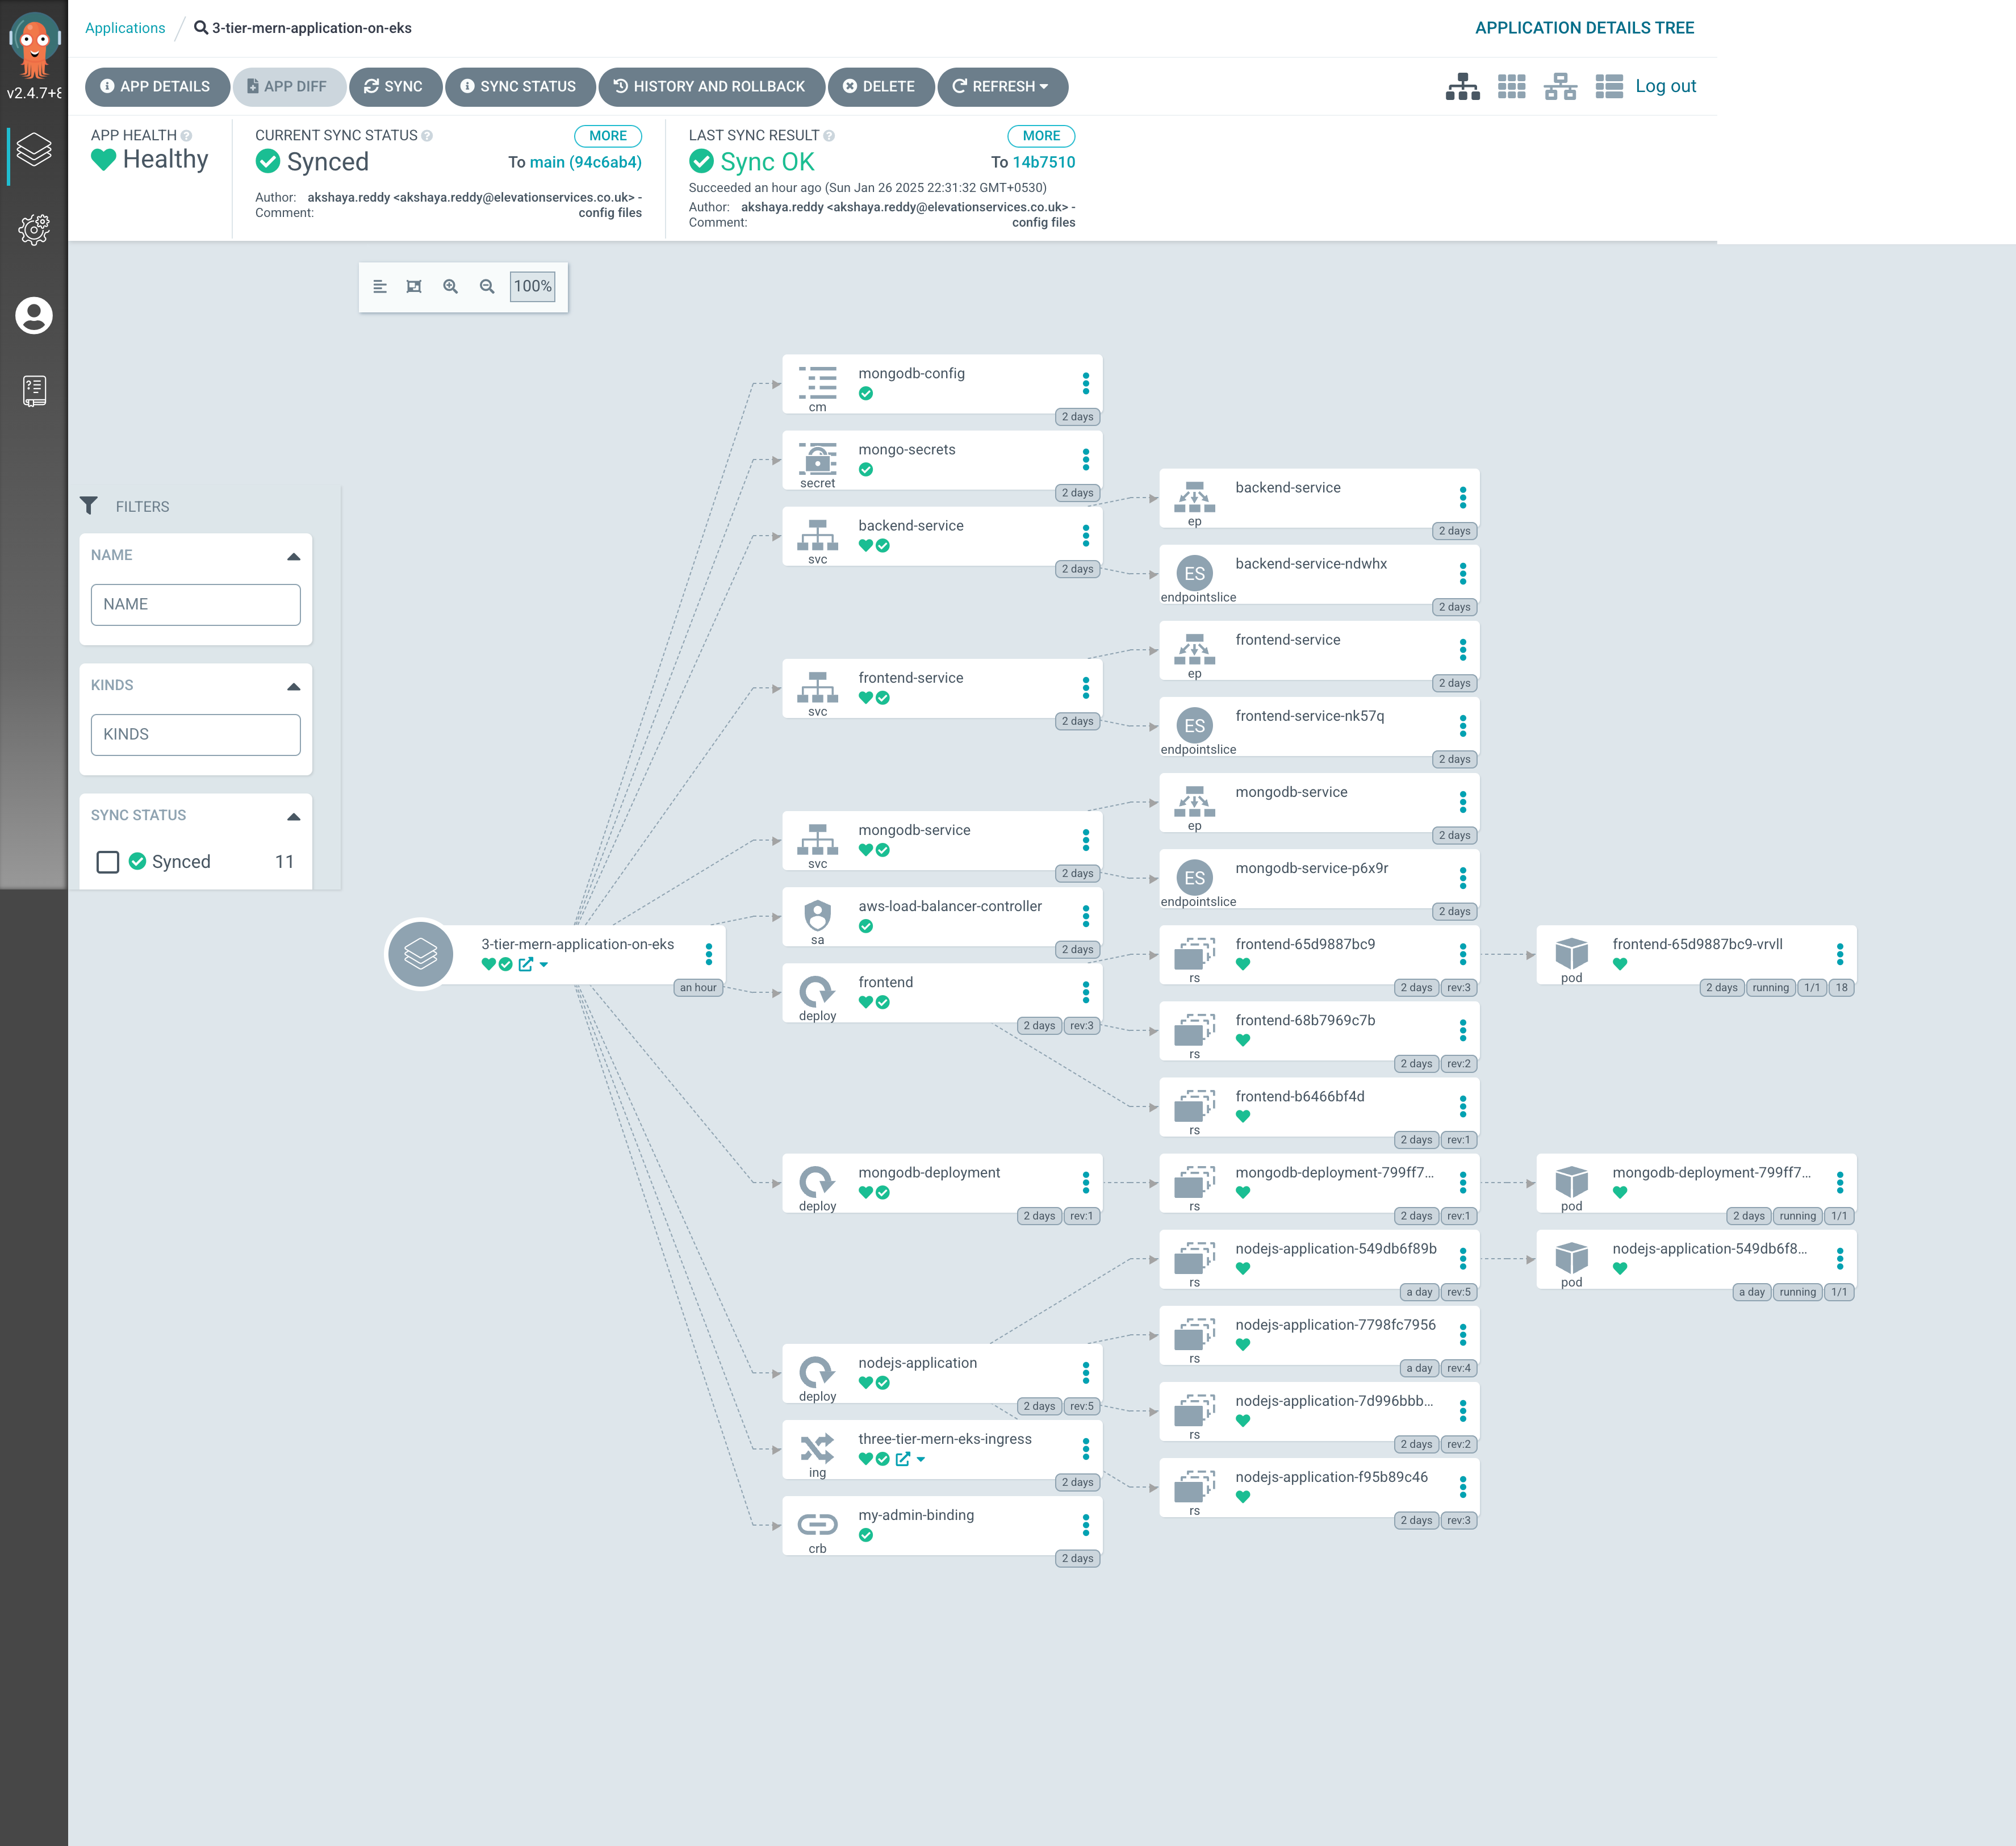 Applications / 3-tier-mern-application-on-eks
APPLICATION DETAILS TREE
v2.4.7+8
APP DETAILS
APP DIFF
SYNC
SYNC STATUS
HISTORY AND ROLLBACK
DELETE
REFRESH
Log out
APP HEALTH
Healthy
CURRENT SYNC STATUS
MORE
Synced
To main (94c6ab4)
Author: akshaya.reddy <akshaya.reddy@elevationservices.co.uk> -
Comment: config files
LAST SYNC RESULT
MORE
Sync OK
To 14b7510
Succeeded an hour ago (Sun Jan 26 2025 22:31:32 GMT+0530)
Author: akshaya.reddy <akshaya.reddy@elevationservices.co.uk> -
Comment: config files
100%
FILTERS
NAME
NAME
KINDS
KINDS
SYNC STATUS
Synced 11
3-tier-mern-application-on-eks
an hour
mongodb-config
cm
2 days
mongo-secrets
secret
2 days
backend-service
svc
2 days
frontend-service
svc
2 days
mongodb-service
svc
2 days
aws-load-balancer-controller
sa
2 days
frontend
deploy
2 days rev:3
mongodb-deployment
deploy
2 days rev:1
nodejs-application
deploy
2 days rev:5
three-tier-mern-eks-ingress
ing
2 days
my-admin-binding
crb
2 days
backend-service
ep
2 days
ES
backend-service-ndwhx
endpointslice
2 days
frontend-service
ep
2 days
ES
frontend-service-nk57q
endpointslice
2 days
mongodb-service
ep
2 days
ES
mongodb-service-p6x9r
endpointslice
2 days
frontend-65d9887bc9
rs
2 days rev:3
frontend-68b7969c7b
rs
2 days rev:2
frontend-b6466bf4d
rs
2 days rev:1
mongodb-deployment-799ff7...
rs
2 days rev:1
nodejs-application-549db6f89b
rs
a day rev:5
nodejs-application-7798fc7956
rs
a day rev:4
nodejs-application-7d996bbb...
rs
2 days rev:2
nodejs-application-f95b89c46
rs
2 days rev:3
frontend-65d9887bc9-vrvll
pod
2 days running 1/1 18
mongodb-deployment-799ff7...
pod
2 days running 1/1
nodejs-application-549db6f8...
pod
a day running 1/1